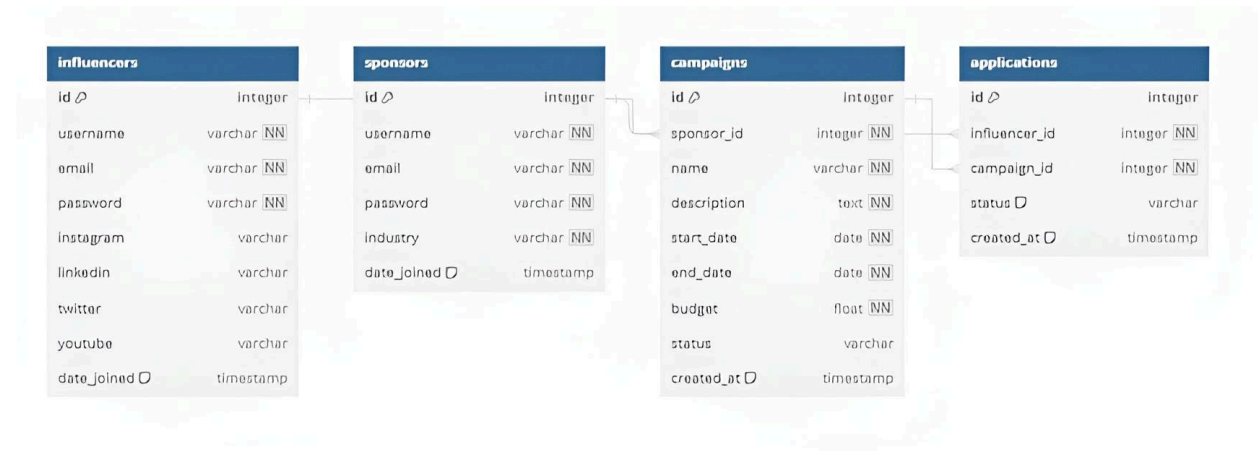 influencers
id integer
username varchar NN
email varchar NN
password varchar NN
instagram varchar
linkedin varchar
twitter varchar
youtube varchar
date_joined timestamp
sponsors
id integer
username varchar NN
email varchar NN
password varchar NN
industry varchar NN
date_joined timestamp
campaigns
id integer
sponsor_id integer NN
name varchar NN
description text NN
start_date date NN
end_date date NN
budget float NN
status varchar
created_at timestamp
applications
id integer
influencer_id integer NN
campaign_id integer NN
status varchar
created_at timestamp